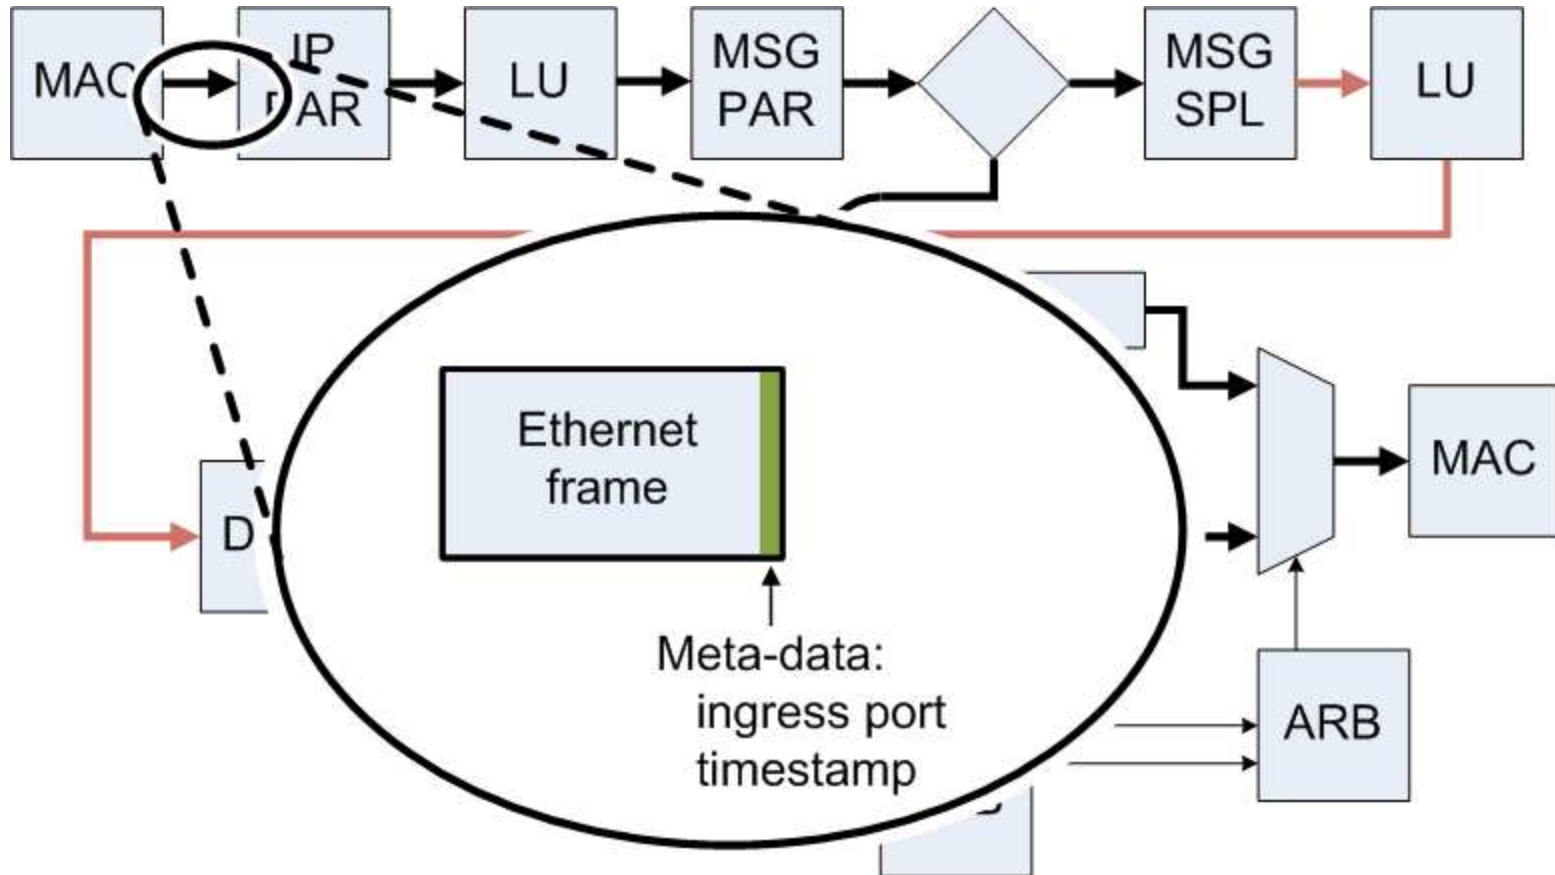 MAC
IP
PAR
LU
MSG
PAR
MSG
SPL
LU
Ethernet
frame
MAC
D
Meta-data:
ingress port
timestamp
ARB